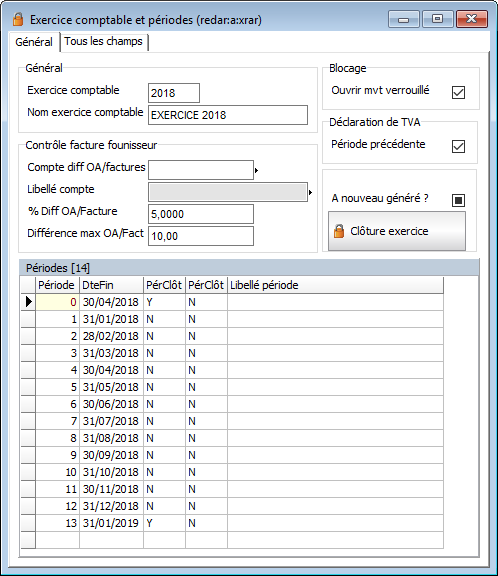 Exercice comptable et périodes (redar:a:xrar)
Général Tous les champs
Général
Exercice comptable 2018
Nom exercice comptable EXERCICE 2018
Blocage
Ouvrir mvt verrouillé
Déclaration de TVA
Période précédente
Contrôle facture founisseur
Compte diff OA/factures
Libellé compte
% Diff OA/Facture 5,0000
Différence max OA/Fact 10,00
A nouveau généré ?
Clôture exercice
Périodes [14]
Période DteFin PérClôt PérClôt Libellé période
0 30/04/2018 Y N
1 31/01/2018 N N
2 28/02/2018 N N
3 31/03/2018 N N
4 30/04/2018 N N
5 31/05/2018 N N
6 30/06/2018 N N
7 31/07/2018 N N
8 31/08/2018 N N
9 30/09/2018 N N
10 31/10/2018 N N
11 30/11/2018 N N
12 31/12/2018 N N
13 31/01/2019 Y N